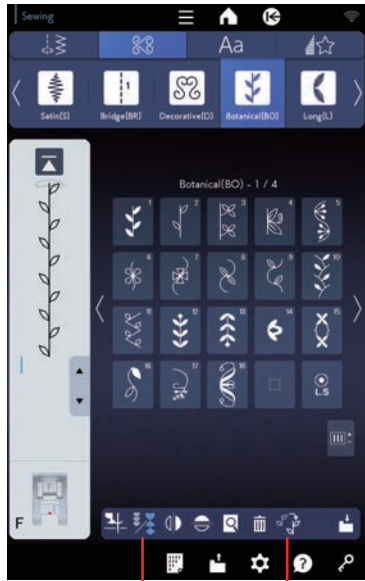 Sewing
Aa
1
Satin(S) Bridge(BR) Decorative(D) Botanical(BO) Long(L)
Botanical(BO) - 1 / 4
1 2 3 4 5
6 7 8 9 10
11 12 13 14 15
16 17 18
L.S
F
?